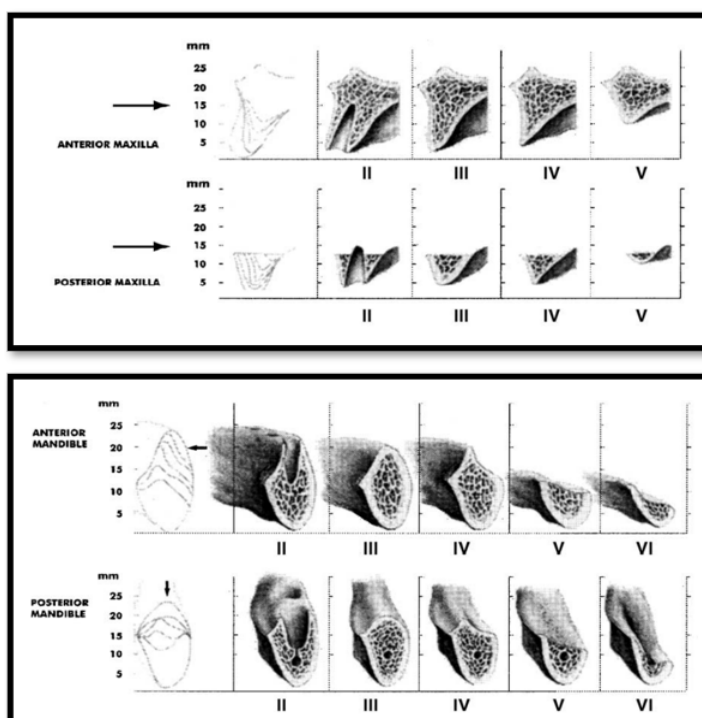 mm
25
20
15
10
5
ANTERIOR MAXILLA
II III IV V
mm
25
20
15
10
5
POSTERIOR MAXILLA
II III IV V
mm
25
ANTERIOR
MANDIBLE
20
15
10
5
II III IV V VI
mm
25
POSTERIOR
MANDIBLE
20
15
10
5
II III IV V VI